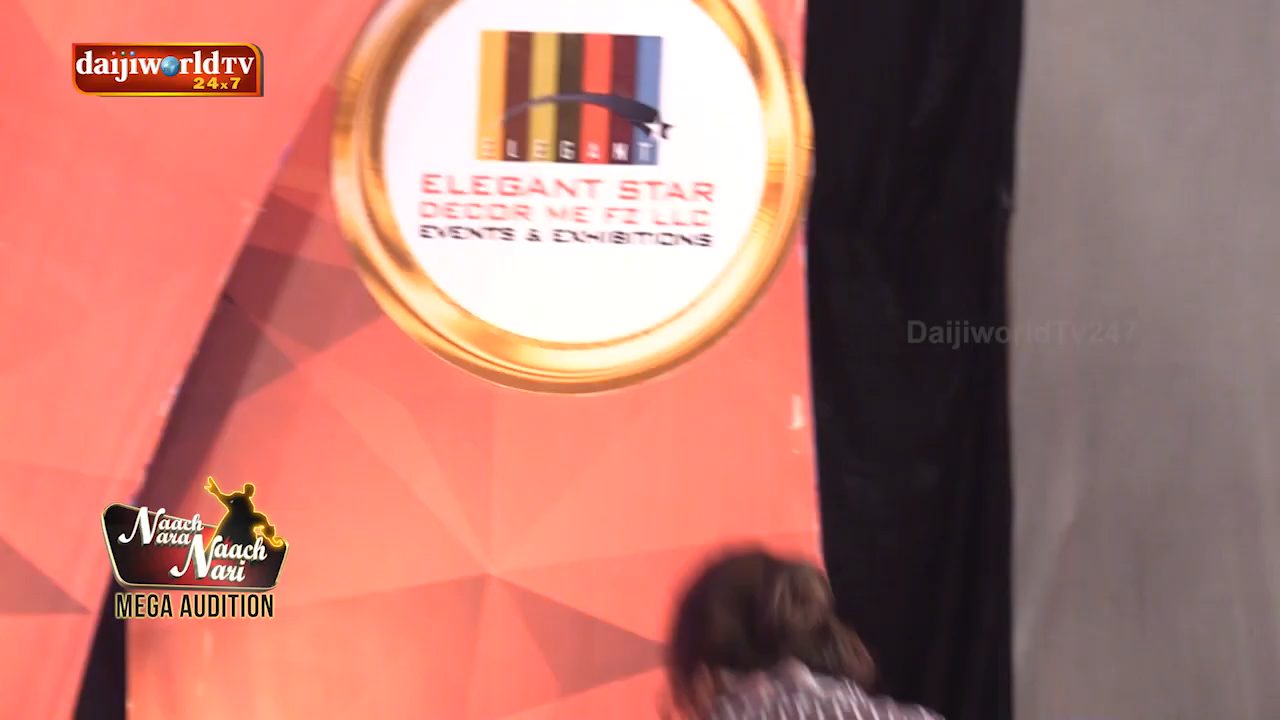 daijiworldTV
24x7
ELEGANT
ELEGANT STAR
DECOR ME FZ LLC
EVENTS & EXHIBITIONS
DaijiworldTv247
Naach
Nara
Naach
Nari
MEGA AUDITION